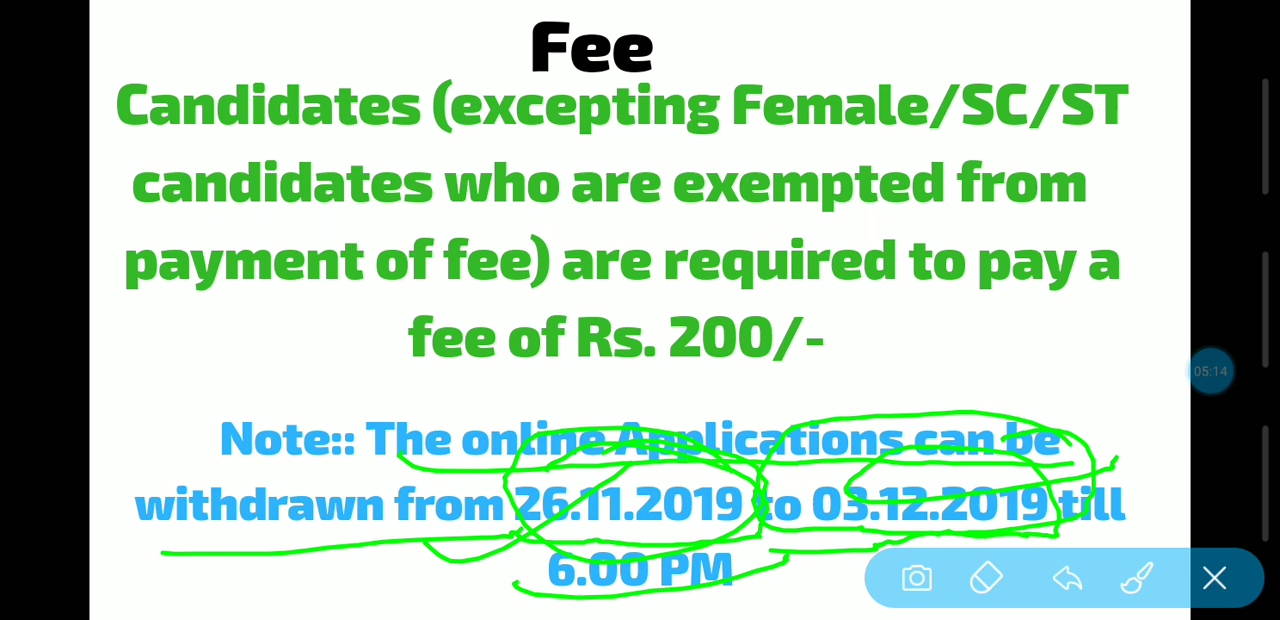 Fee
Candidates (excepting Female/SC/ST
candidates who are exempted from
payment of fee) are required to pay a
fee of Rs. 200/-
Note:: The online Applications can be
withdrawn from 26.11.2019 to 03.12.2019 till
6.00 PM
05:14